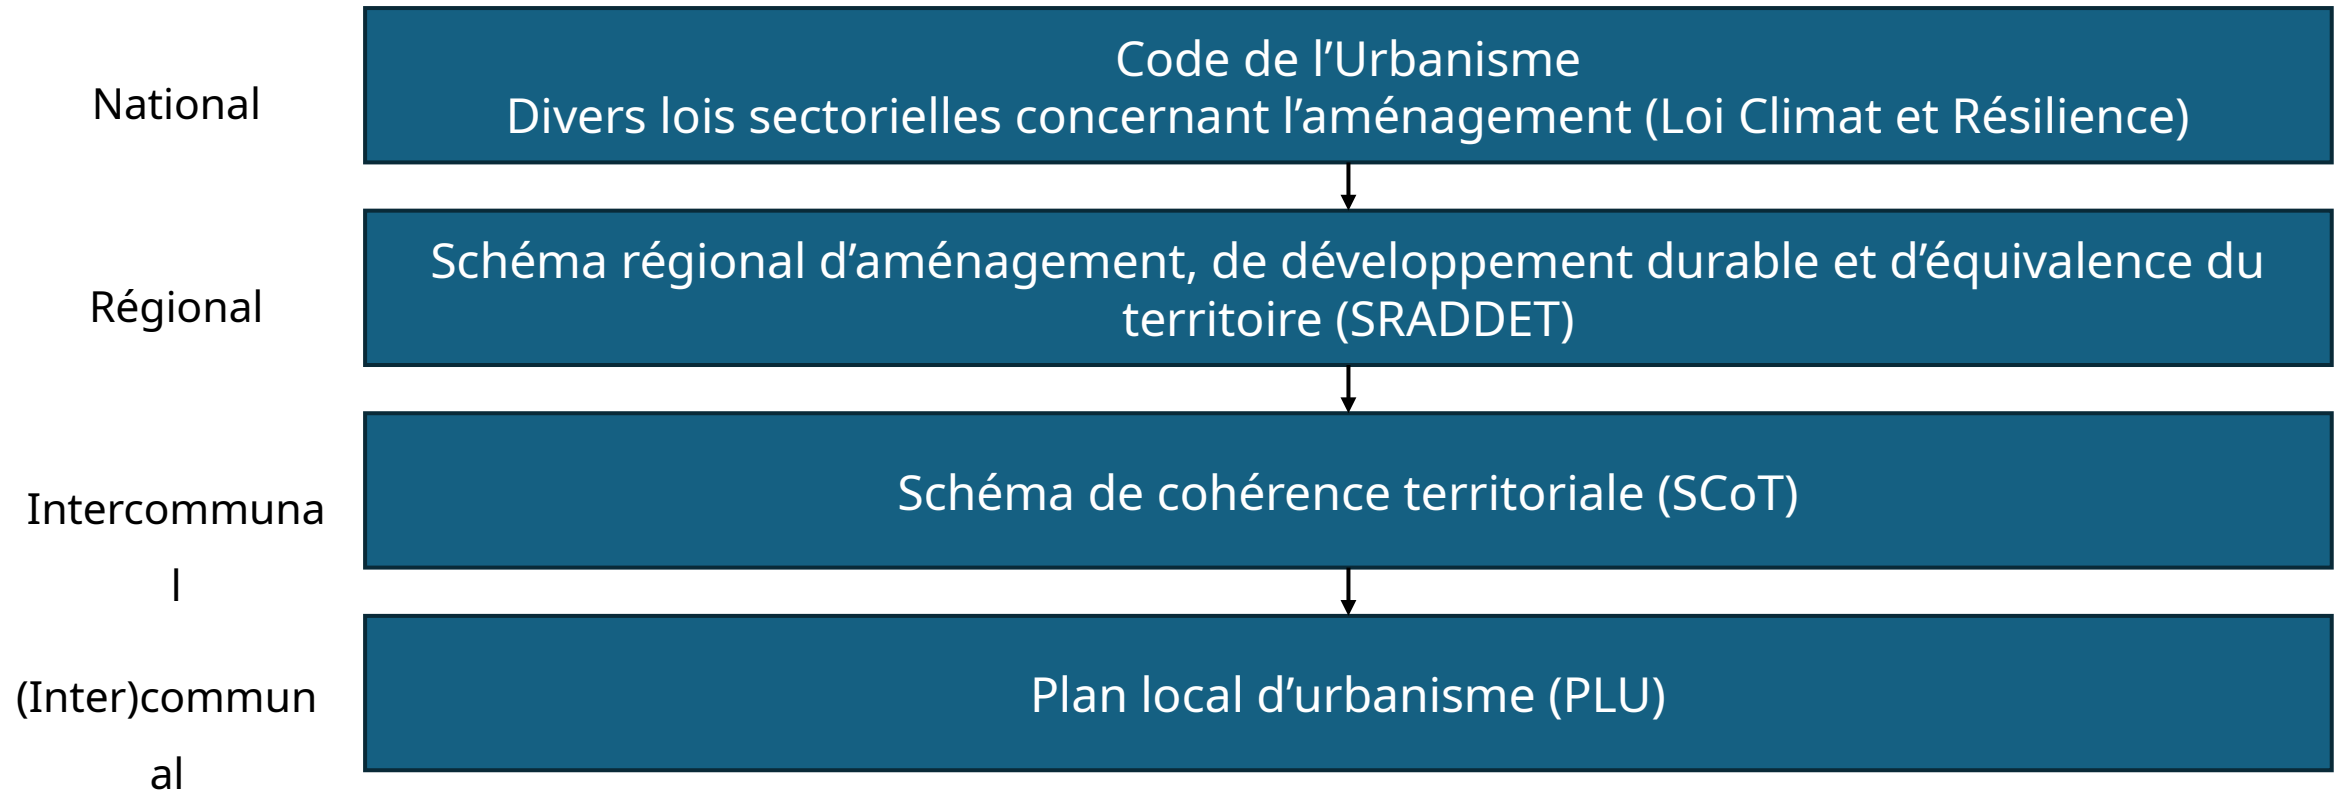 National
Code de l’Urbanisme
Divers lois sectorielles concernant l’aménagement (Loi Climat et Résilience)
Régional
Schéma régional d’aménagement, de développement durable et d’équivalence du
territoire (SRADDET)
Intercommuna
l
Schéma de cohérence territoriale (SCoT)
(Inter)commun
al
Plan local d’urbanisme (PLU)